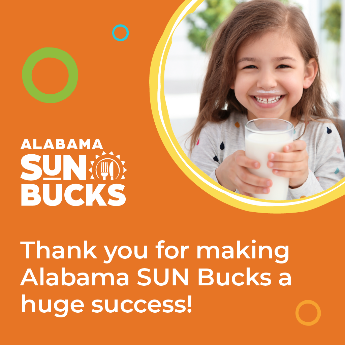 ALABAMA
SUN
BUCKS
Thank you for making
Alabama SUN Bucks a
huge success!